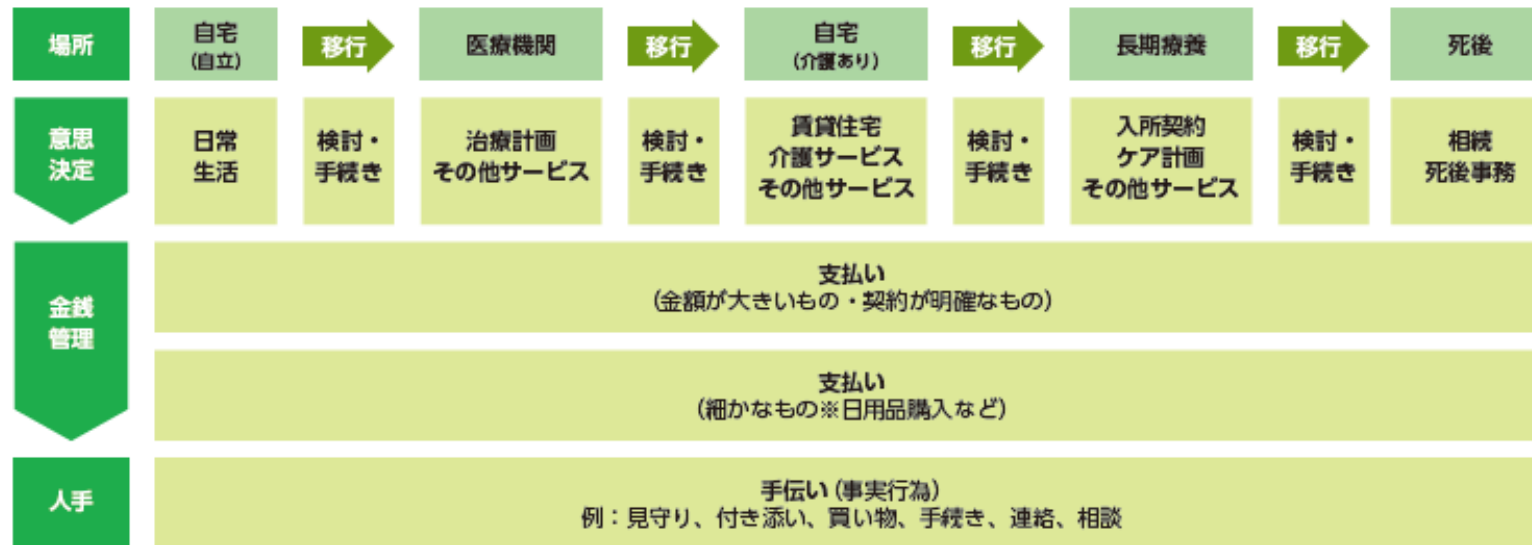 場所
自宅
(自立)
移行
医療機関
移行
自宅
(介護あり)
移行
長期療養
移行
死後
意思
決定
日常
生活
検討・
手続き
治療計画
その他サービス
検討・
手続き
賃貸住宅
介護サービス
その他サービス
検討・
手続き
入所契約
ケア計画
その他サービス
検討・
手続き
相続
死後事務
金銭
管理
支払い
(金額が大きいもの・契約が明確なもの)
支払い
(細かなもの※日用品購入など)
人手
手伝い(事実行為)
例：見守り、付き添い、買い物、手続き、連絡、相談